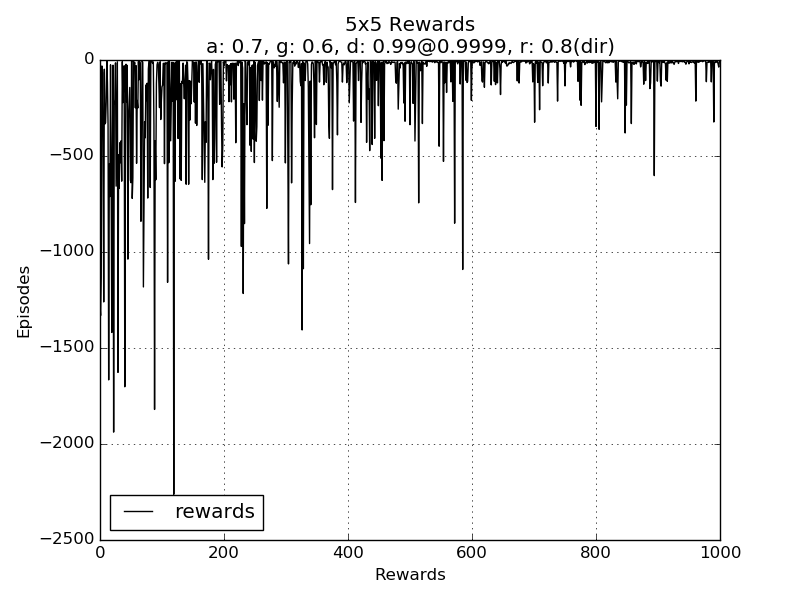 5x5 Rewards
a: 0.7, g: 0.6, d: 0.99@0.9999, r: 0.8(dir)
0
−500
−1000
−1500
−2000
−2500
Episodes
rewards
0 200 400 600 800 1000
Rewards